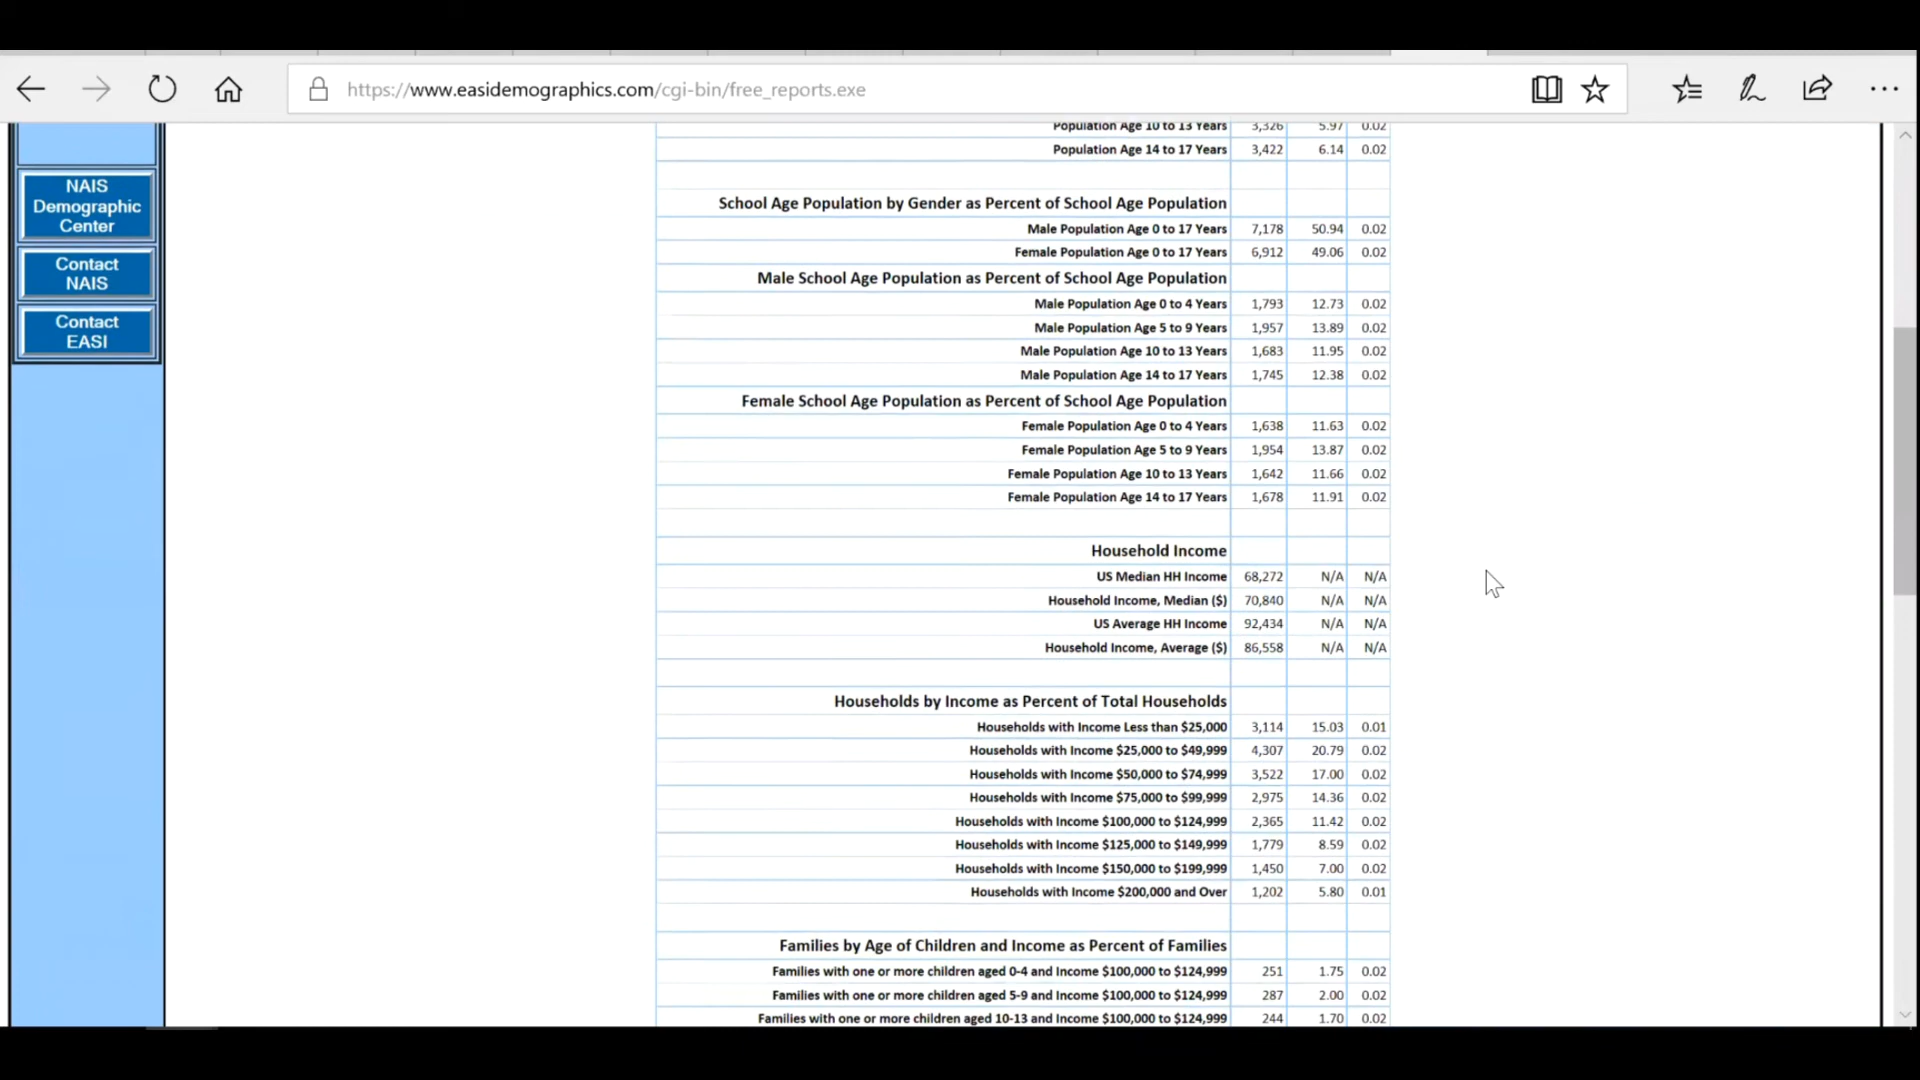 https://www.easidemographics.com/cgi-bin/free_reports.exe
NAIS
Demographic
Center
Contact
NAIS
Contact
EASI
Population Age 10 to 13 Years 3,326 5.97 0.02
Population Age 14 to 17 Years 3,422 6.14 0.02
School Age Population by Gender as Percent of School Age Population
Male Population Age 0 to 17 Years 7,178 50.94 0.02
Female Population Age 0 to 17 Years 6,912 49.06 0.02
Male School Age Population as Percent of School Age Population
Male Population Age 0 to 4 Years 1,793 12.73 0.02
Male Population Age 5 to 9 Years 1,957 13.89 0.02
Male Population Age 10 to 13 Years 1,683 11.95 0.02
Male Population Age 14 to 17 Years 1,745 12.38 0.02
Female School Age Population as Percent of School Age Population
Female Population Age 0 to 4 Years 1,638 11.63 0.02
Female Population Age 5 to 9 Years 1,954 13.87 0.02
Female Population Age 10 to 13 Years 1,642 11.66 0.02
Female Population Age 14 to 17 Years 1,678 11.91 0.02
Household Income
US Median HH Income 68,272 N/A N/A
Household Income, Median ($) 70,840 N/A N/A
US Average HH Income 92,434 N/A N/A
Household Income, Average ($) 86,558 N/A N/A
Households by Income as Percent of Total Households
Households with Income Less than $25,000 3,114 15.03 0.01
Households with Income $25,000 to $49,999 4,307 20.79 0.02
Households with Income $50,000 to $74,999 3,522 17.00 0.02
Households with Income $75,000 to $99,999 2,975 14.36 0.02
Households with Income $100,000 to $124,999 2,365 11.42 0.02
Households with Income $125,000 to $149,999 1,779 8.59 0.02
Households with Income $150,000 to $199,999 1,450 7.00 0.02
Households with Income $200,000 and Over 1,202 5.80 0.01
Families by Age of Children and Income as Percent of Families
Families with one or more children aged 0-4 and Income $100,000 to $124,999 251 1.75 0.02
Families with one or more children aged 5-9 and Income $100,000 to $124,999 287 2.00 0.02
Families with one or more children aged 10-13 and Income $100,000 to $124,999 244 1.70 0.02